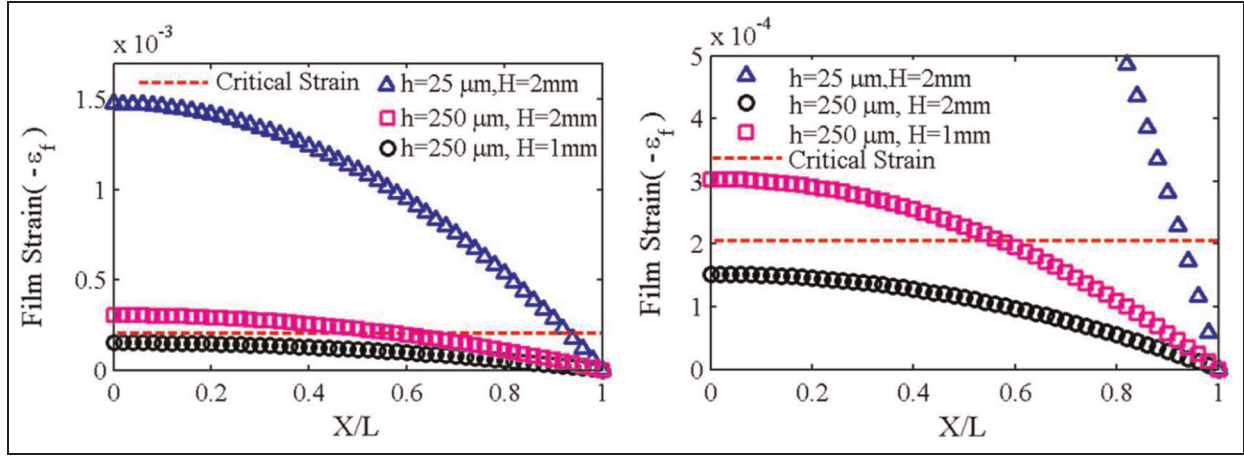 x 10⁻³
Critical Strain
h=25 μm,H=2mm
h=250 μm, H=2mm
h=250 μm, H=1mm
1.5
1
0.5
0
Film Strain( -εf )
0 0.2 0.4 0.6 0.8 1
X/L
x 10⁻⁴
h=25 μm,H=2mm
h=250 μm, H=2mm
h=250 μm, H=1mm
Critical Strain
5
4
3
2
1
0
Film Strain( -εf )
0 0.2 0.4 0.6 0.8 1
X/L